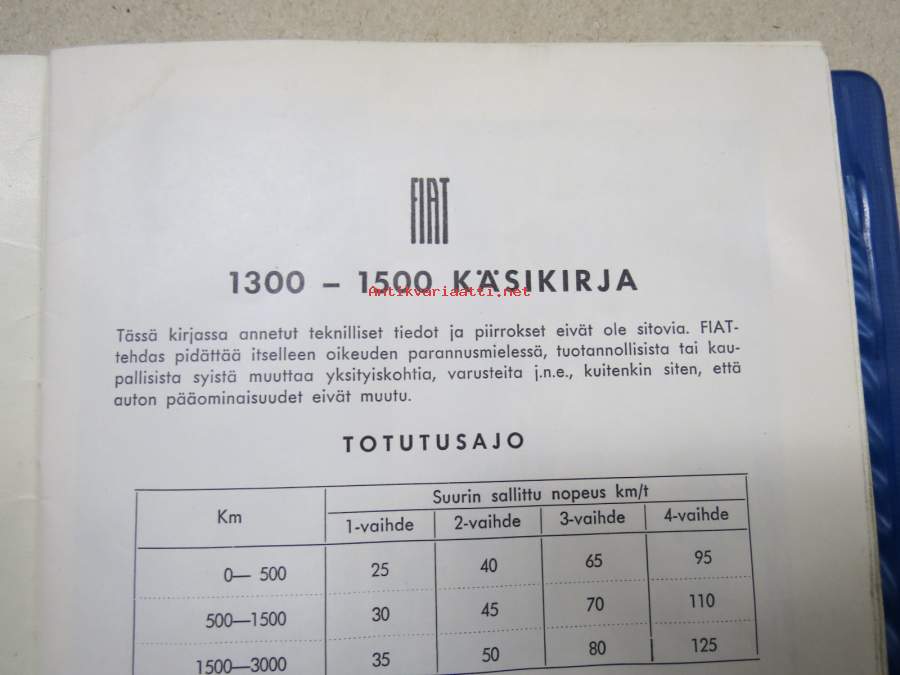 FIAT
1300 – 1500 KÄSIKIRJA
Antikvariaatti.net
Tässä kirjassa annetut teknilliset tiedot ja piirrokset eivät ole sitovia. FIAT-
tehdas pidättää itselleen oikeuden parannusmielessä, tuotannollisista tai kau-
pallisista syistä muuttaa yksityiskohtia, varusteita j.n.e., kuitenkin siten, että
auton pääominaisuudet eivät muutu.
TOTUTUSAJO
Km Suurin sallittu nopeus km/t
1-vaihde 2-vaihde 3-vaihde 4-vaihde
0— 500 25 40 65 95
500—1500 30 45 70 110
1500—3000 35 50 80 125